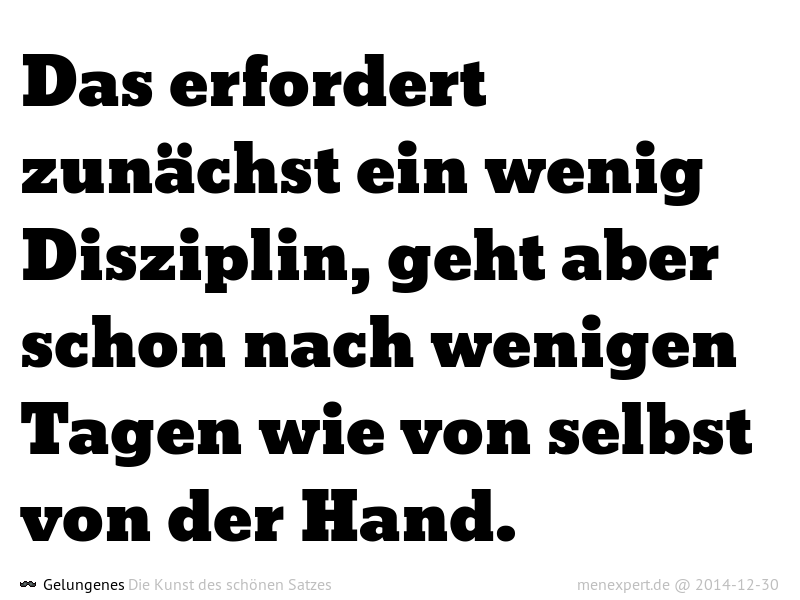 Das erfordert
zunächst ein wenig
Disziplin, geht aber
schon nach wenigen
Tagen wie von selbst
von der Hand.
Gelungenes Die Kunst des schönen Satzes
menexpert.de @ 2014-12-30